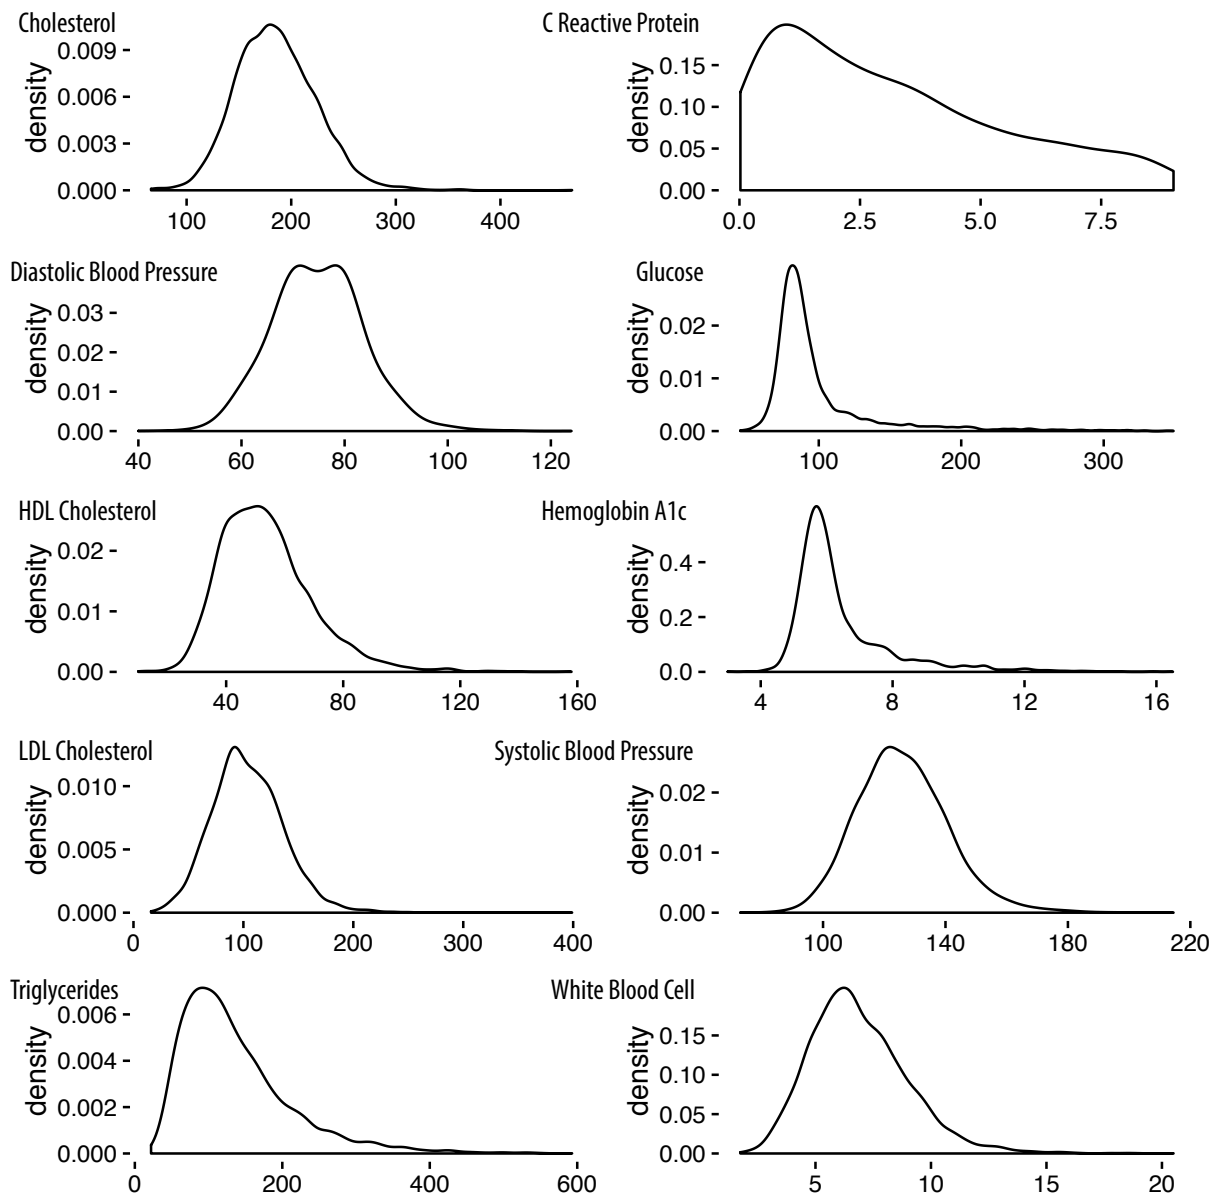 Cholesterol
density
0.009
0.006
0.003
0.000
100 200 300 400
C Reactive Protein
density
0.15
0.10
0.05
0.00
0.0 2.5 5.0 7.5
Diastolic Blood Pressure
density
0.03
0.02
0.01
0.00
40 60 80 100 120
Glucose
density
0.02
0.01
0.00
100 200 300
HDL Cholesterol
density
0.02
0.01
0.00
40 80 120 160
Hemoglobin A1c
density
0.4
0.2
0.0
4 8 12 16
LDL Cholesterol
density
0.010
0.005
0.000
0 100 200 300 400
Systolic Blood Pressure
density
0.02
0.01
0.00
100 140 180 220
Triglycerides
density
0.006
0.004
0.002
0.000
0 200 400 600
White Blood Cell
density
0.15
0.10
0.05
0.00
5 10 15 20